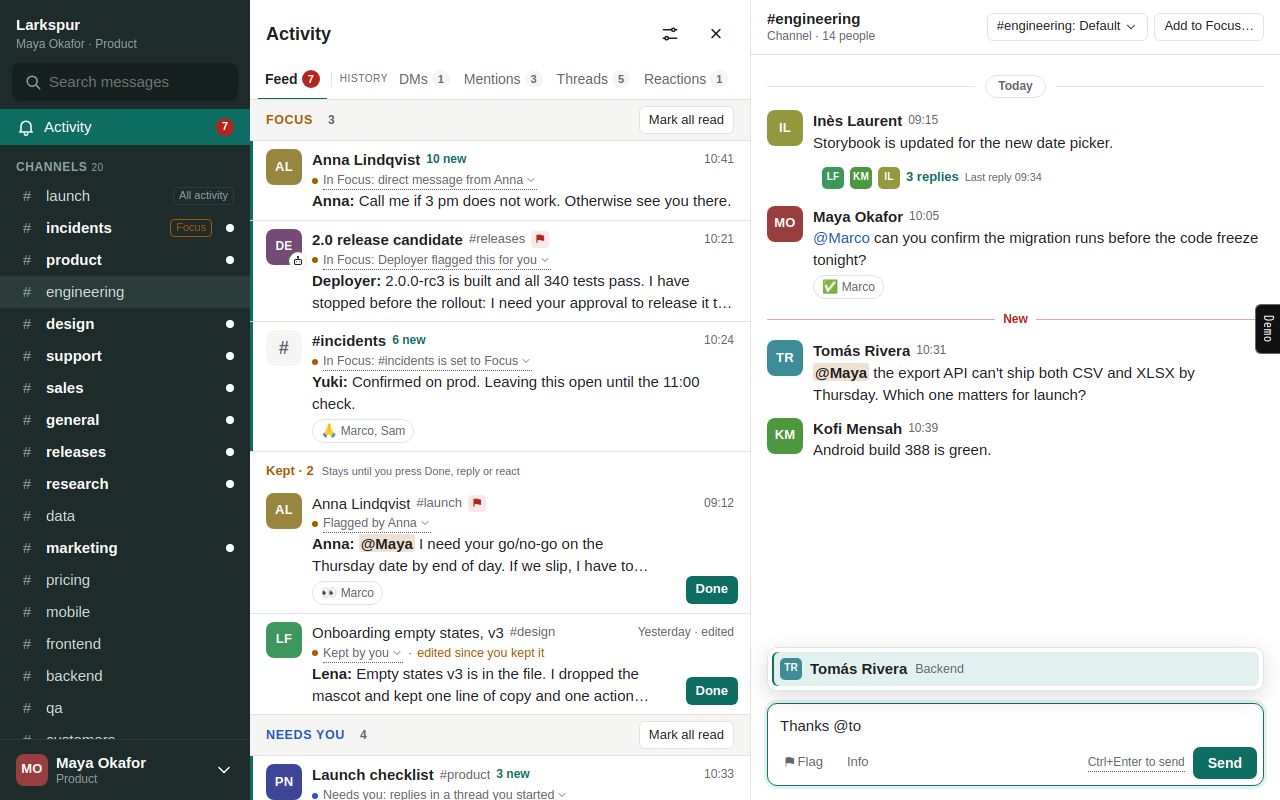 Larkspur
Maya Okafor · Product
Search messages
Activity
7
CHANNELS 20
# launch All activity
# incidents Focus
# product
# engineering
# design
# support
# sales
# general
# releases
# research
# data
# marketing
# pricing
# mobile
# frontend
# backend
# qa
# customers
MO
Maya Okafor
Product
Activity
Feed 7 HISTORY DMs 1 Mentions 3 Threads 5 Reactions 1
FOCUS 3 Mark all read
AL
Anna Lindqvist 10 new 10:41
In Focus: direct message from Anna
Anna: Call me if 3 pm does not work. Otherwise see you there.
DE
2.0 release candidate #releases 10:21
In Focus: Deployer flagged this for you
Deployer: 2.0.0-rc3 is built and all 340 tests pass. I have
stopped before the rollout: I need your approval to release it t…
#
#incidents 6 new 10:24
In Focus: #incidents is set to Focus
Yuki: Confirmed on prod. Leaving this open until the 11:00
check.
🙏 Marco, Sam
Kept · 2 Stays until you press Done, reply or react
AL
Anna Lindqvist #launch 09:12
Flagged by Anna
Anna: @Maya I need your go/no-go on the
Thursday date by end of day. If we slip, I have to…
👀 Marco
Done
LF
Onboarding empty states, v3 #design Yesterday · edited
Kept by you · edited since you kept it
Lena: Empty states v3 is in the file. I dropped the
mascot and kept one line of copy and one action…
Done
NEEDS YOU 4 Mark all read
PN
Launch checklist #product 3 new 10:33
Needs you: replies in a thread you started
#engineering
Channel · 14 people
#engineering: Default
Add to Focus…
Today
IL
Inès Laurent 09:15
Storybook is updated for the new date picker.
LF KM IL 3 replies Last reply 09:34
MO
Maya Okafor 10:05
@Marco can you confirm the migration runs before the code freeze
tonight?
✅ Marco
New
Demo
TR
Tomás Rivera 10:31
@Maya the export API can't ship both CSV and XLSX by
Thursday. Which one matters for launch?
KM
Kofi Mensah 10:39
Android build 388 is green.
TR Tomás Rivera Backend
Thanks @to
Flag Info Ctrl+Enter to send Send